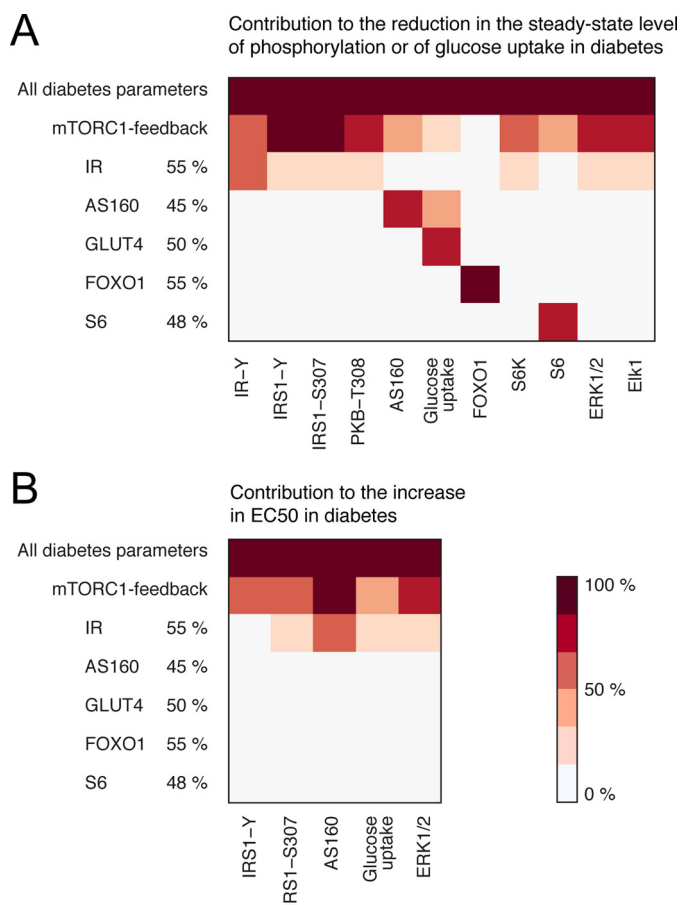 A
Contribution to the reduction in the steady-state level
of phosphorylation or of glucose uptake in diabetes
All diabetes parameters
mTORC1-feedback
IR 55 %
AS160 45 %
GLUT4 50 %
FOXO1 55 %
S6 48 %
IR-Y
IRS1-Y
IRS1-S307
PKB-T308
AS160
Glucose
uptake
FOXO1
S6K
S6
ERK1/2
Elk1
B
Contribution to the increase
in EC50 in diabetes
All diabetes parameters
mTORC1-feedback
IR 55 %
AS160 45 %
GLUT4 50 %
FOXO1 55 %
S6 48 %
IRS1-Y
RS1-S307
AS160
Glucose
uptake
ERK1/2
100 %
50 %
0 %